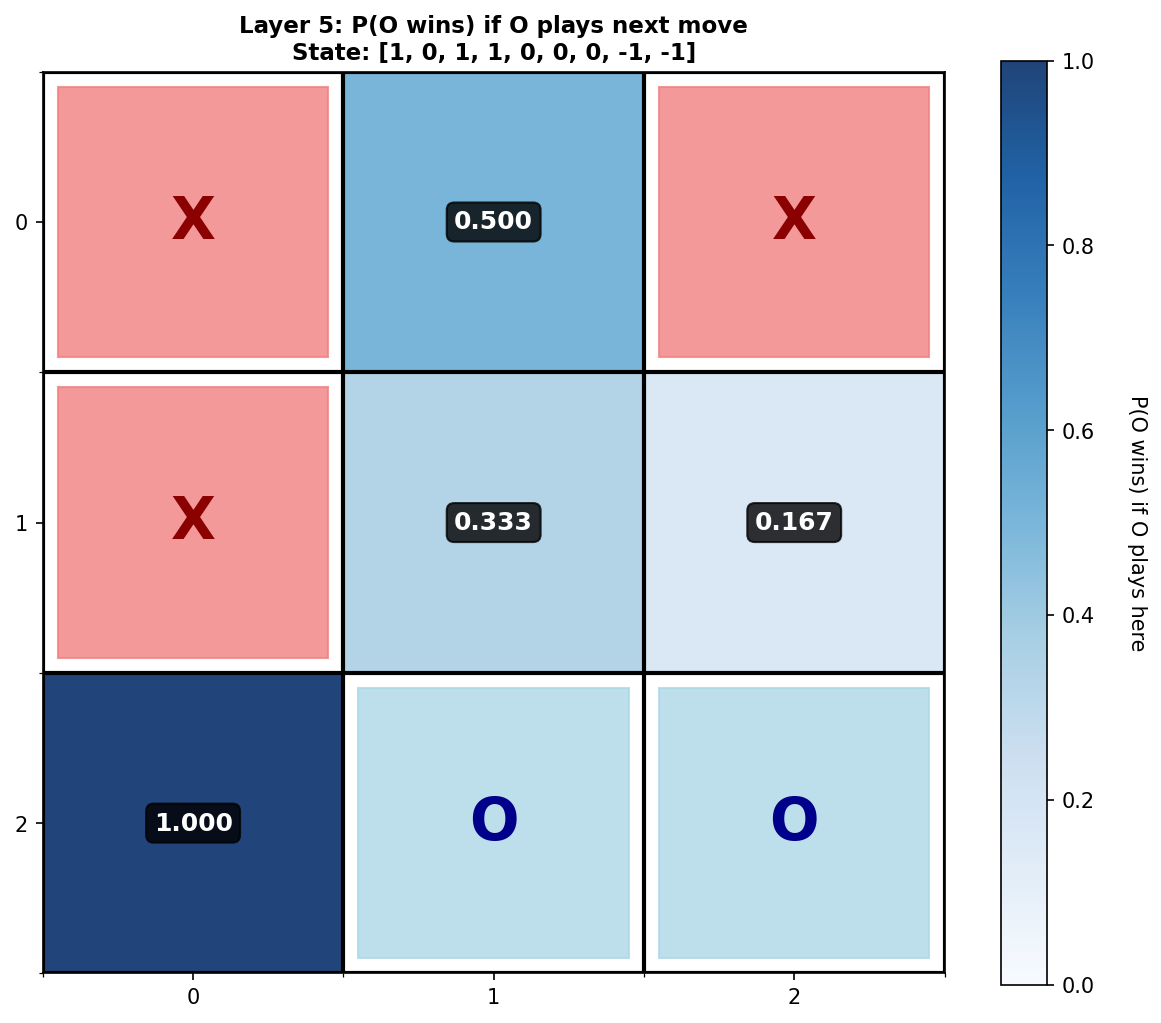 Layer 5: P(O wins) if O plays next move
State: [1, 0, 1, 1, 0, 0, 0, -1, -1]
X
0.500
X
X
0.333
0.167
1.000
O
O
0
1
2
0
1
2
1.0
0.8
0.6
0.4
0.2
0.0
P(O wins) if O plays here